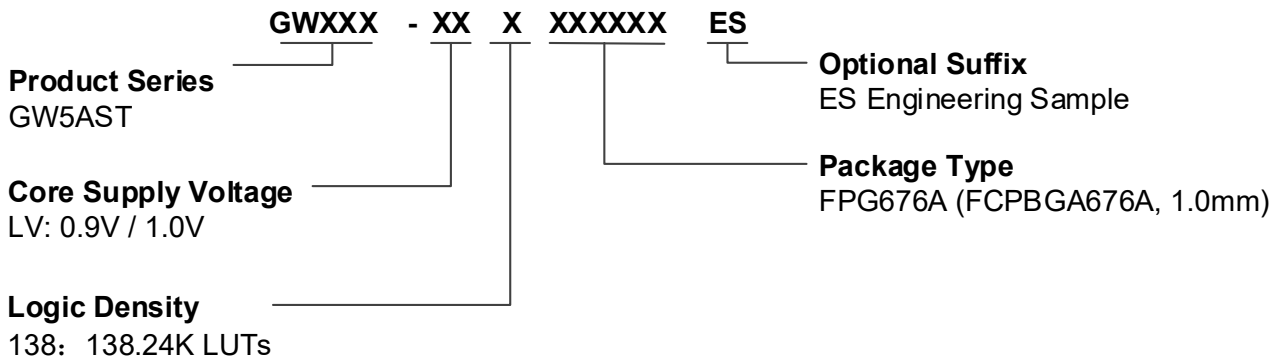 GWXXX - XX X XXXXXX ES
Product Series
GW5AST
Core Supply Voltage
LV: 0.9V / 1.0V
Logic Density
138：138.24K LUTs
Optional Suffix
ES Engineering Sample
Package Type
FPG676A (FCPBGA676A, 1.0mm)